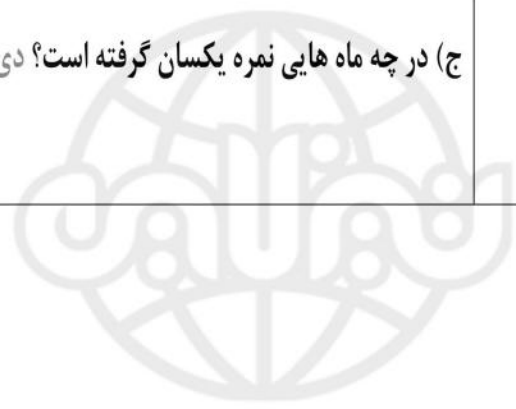 ج) در چه ماه هایی نمره یکسان گرفته است؟ دی